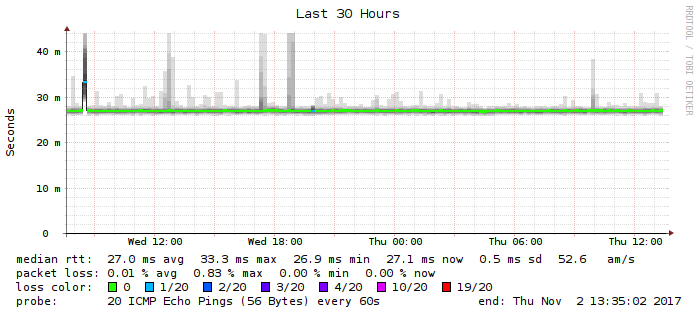 Last 30 Hours
RRDTOOL / TOBI OETIKER
Seconds
40 m
30 m
20 m
10 m
0
Wed 12:00 Wed 18:00 Thu 00:00 Thu 06:00 Thu 12:00
median rtt: 27.0 ms avg 33.3 ms max 26.9 ms min 27.1 ms now 0.5 ms sd 52.6 am/s
packet loss: 0.01 % avg 0.83 % max 0.00 % min 0.00 % now
loss color: 0 1/20 2/20 3/20 4/20 10/20 19/20
probe: 20 ICMP Echo Pings (56 Bytes) every 60s end: Thu Nov 2 13:35:02 2017